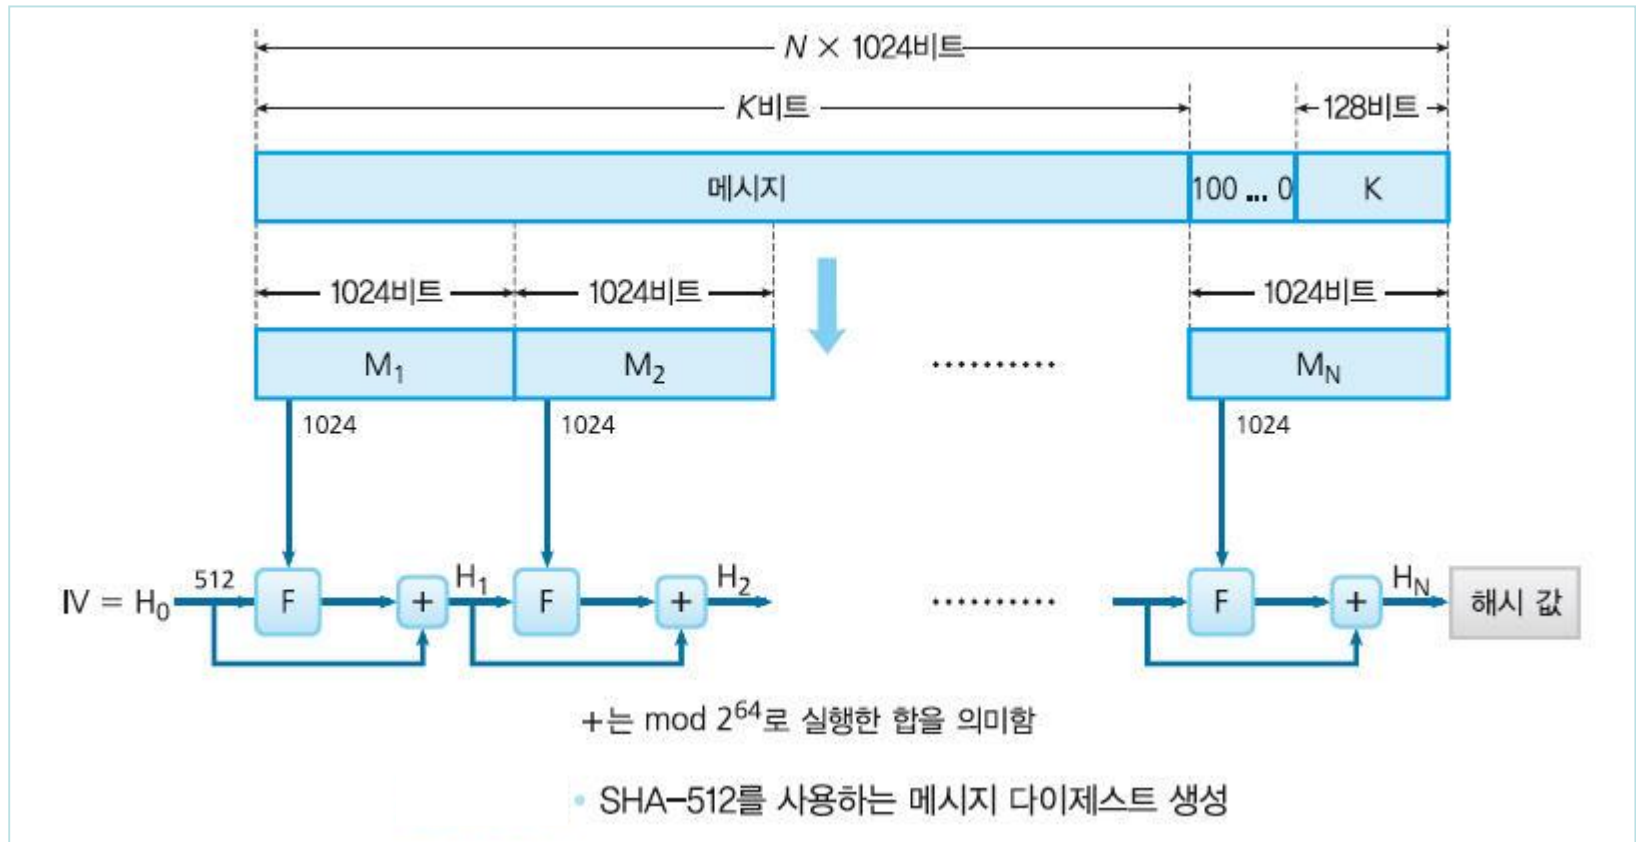 N × 1024비트
K비트
128비트
메시지
100 ... 0
K
1024비트
1024비트
1024비트
M₁
M₂
··········
M_N
1024
1024
1024
IV = H₀
512
F
+
H₁
F
+
H₂
··········
F
+
H_N
해시 값
+는 mod 2⁶⁴로 실행한 합을 의미함
• SHA-512를 사용하는 메시지 다이제스트 생성